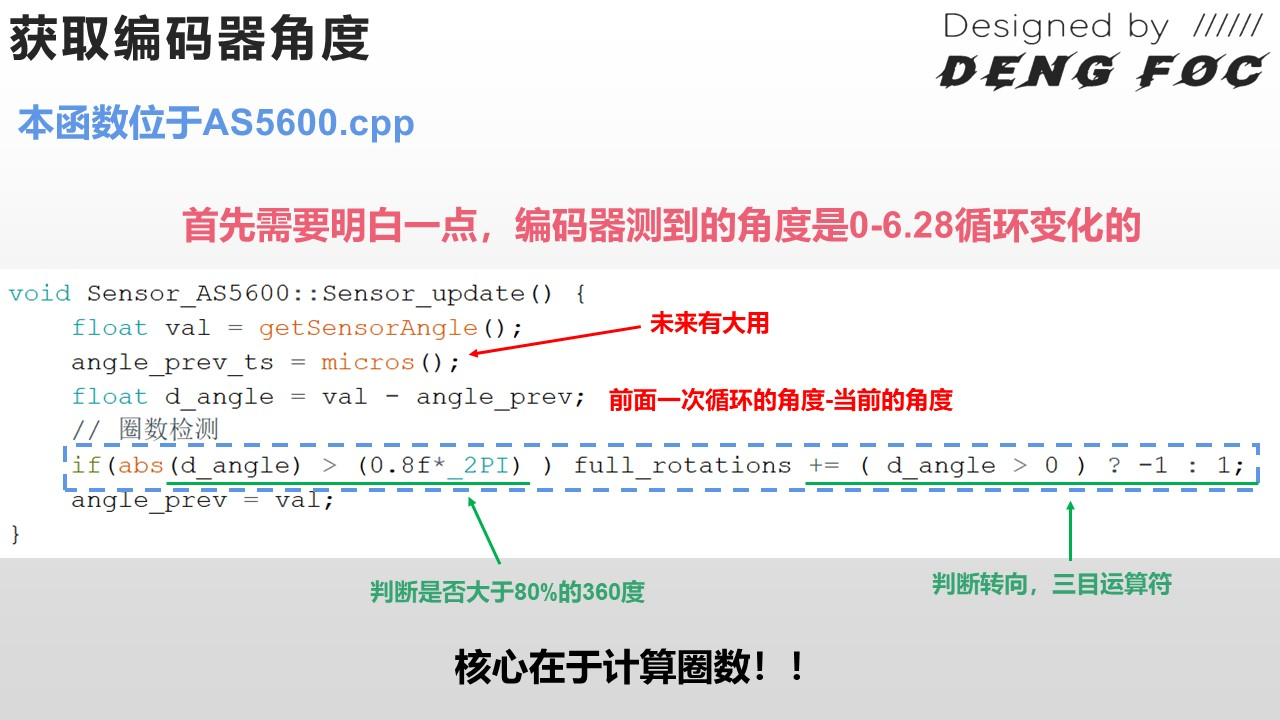 获取编码器角度
Designed by //////
DENG FOC
本函数位于AS5600.cpp
首先需要明白一点，编码器测到的角度是0-6.28循环变化的
void Sensor_AS5600::Sensor_update() {
float val = getSensorAngle();
未来有大用
angle_prev_ts = micros();
float d_angle = val - angle_prev;
前面一次循环的角度-当前的角度
// 圈数检测
if(abs(d_angle) > (0.8f*_2PI) ) full_rotations += ( d_angle > 0 ) ? -1 : 1;
angle_prev = val;
}
判断是否大于80%的360度
判断转向，三目运算符
核心在于计算圈数！！